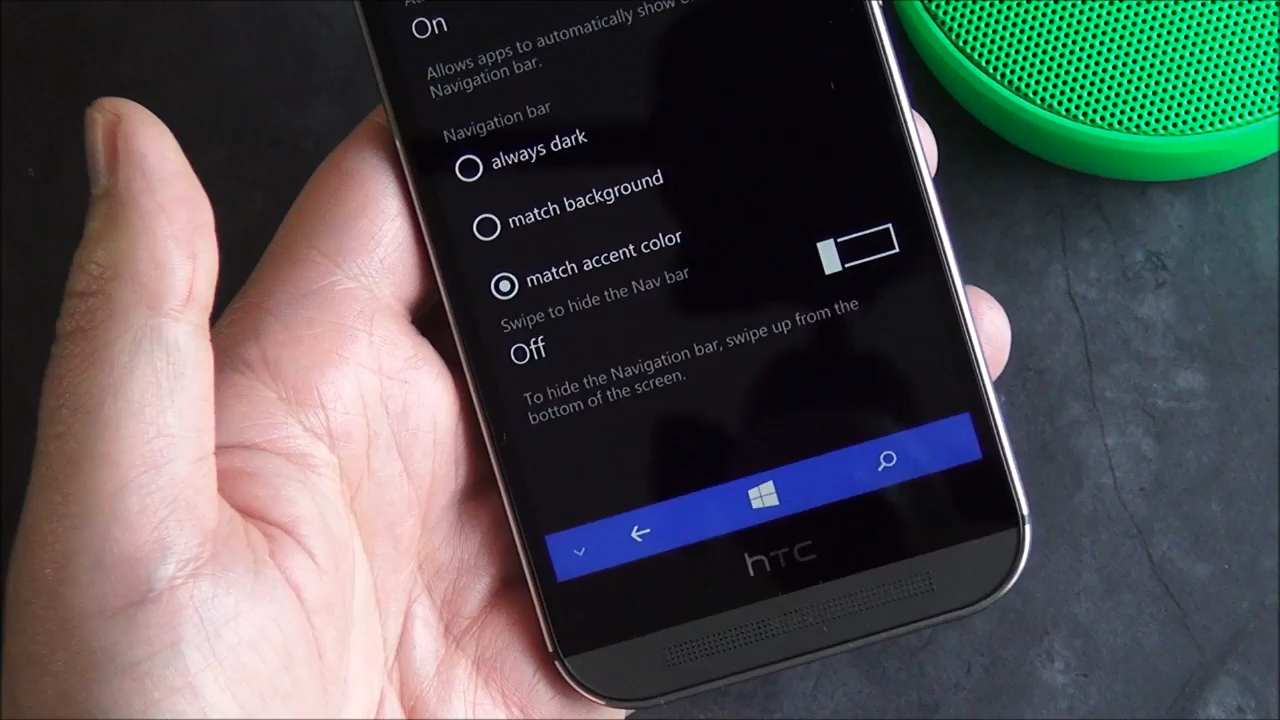 On
Allows apps to automatically show
Navigation bar.
Navigation bar
always dark
match background
match accent color
Swipe to hide the Nav bar
Off
To hide the Navigation bar, swipe up from the
bottom of the screen.
hTC